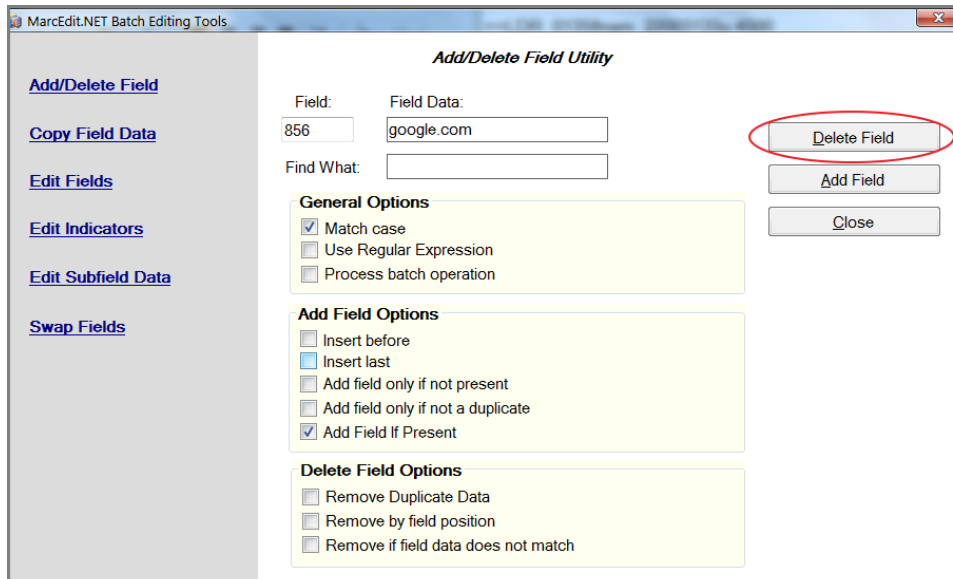 MarcEdit.NET Batch Editing Tools
Add/Delete Field Utility
Add/Delete Field
Copy Field Data
Edit Fields
Edit Indicators
Edit Subfield Data
Swap Fields
Field: Field Data:
856 google.com
Find What:
General Options
Match case
Use Regular Expression
Process batch operation
Add Field Options
Insert before
Insert last
Add field only if not present
Add field only if not a duplicate
Add Field If Present
Delete Field Options
Remove Duplicate Data
Remove by field position
Remove if field data does not match
Delete Field
Add Field
Close